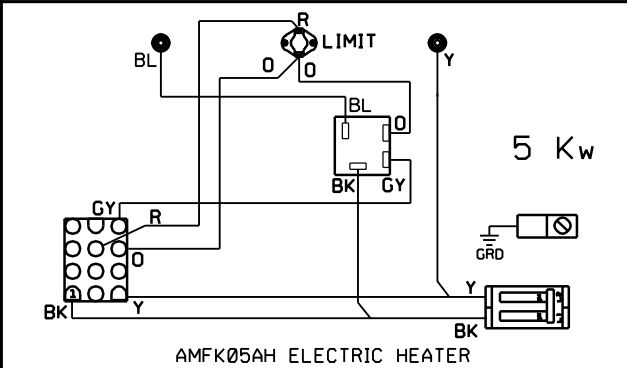 R
LIMIT
BL
O
O
Y
BL
O
5 Kw
BK
GY
GY
R
GRD
O
1
Y
Y
BK
BK
AMFK05AH ELECTRIC HEATER